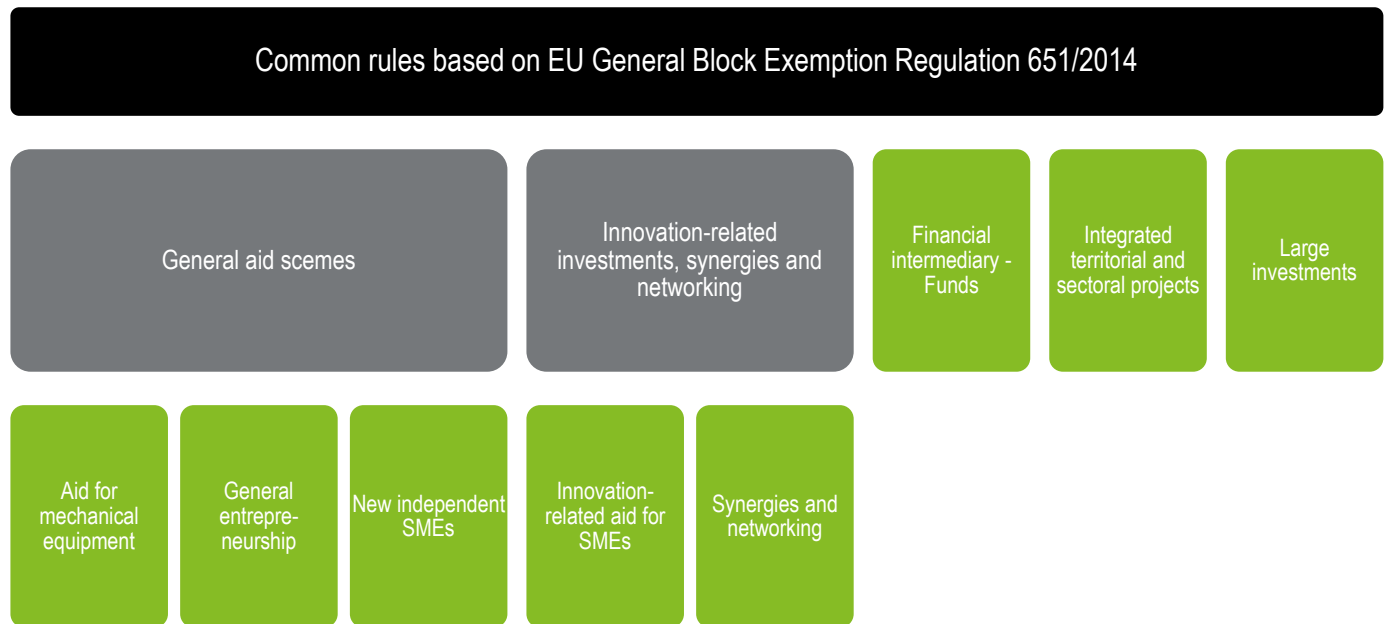 Common rules based on EU General Block Exemption Regulation 651/2014
General aid schemes
Innovation-related
investments, synergies and
networking
Financial
intermediary -
Funds
Integrated
territorial and
sectoral projects
Large
investments
Aid for
mechanical
equipment
General
entrepre-
neurship
New independent
SMEs
Innovation-
related aid for
SMEs
Synergies and
networking